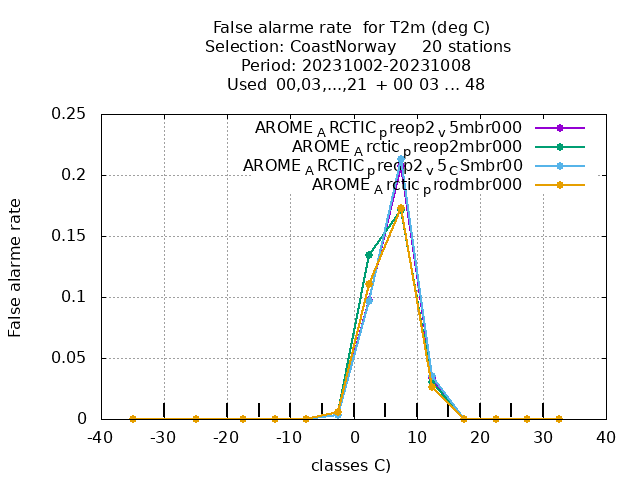 False alarme rate for T2m (deg C)
Selection: CoastNorway 20 stations
Period: 20231002-20231008
Used 00,03,...,21 + 00 03 ... 48
AROME_ARCTIC_preop2_v5mbr000
AROME_Arctic_preop2mbr000
AROME_ARCTIC_preop2_v5_CSmbr00
AROME_Arctic_prodmbr000
0.25
0.2
0.15
0.1
0.05
0
False alarme rate
-40 -30 -20 -10 0 10 20 30 40
classes C)